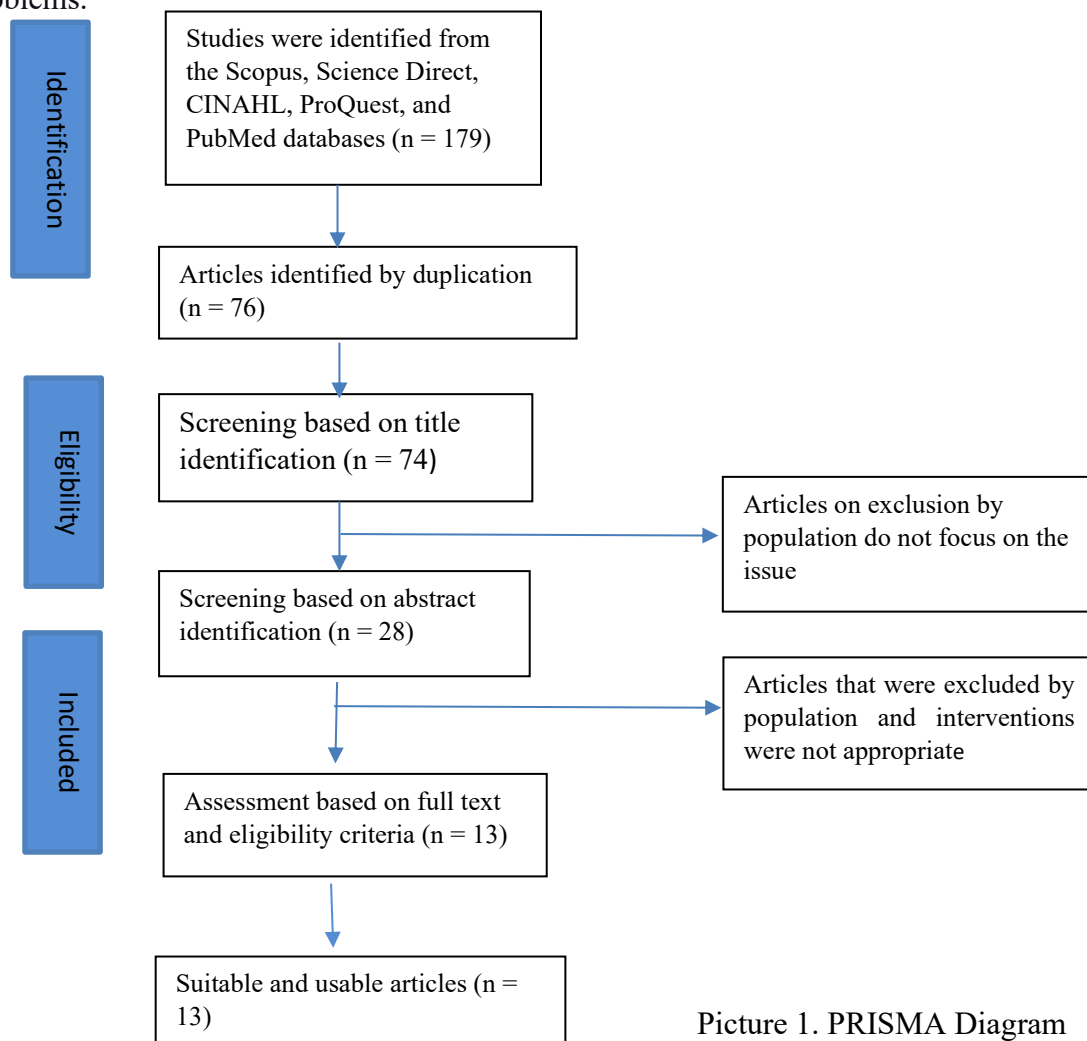 Identification
Studies were identified from
the Scopus, Science Direct,
CINAHL, ProQuest, and
PubMed databases (n = 179)
Articles identified by duplication
(n = 76)
Eligibility
Screening based on title
identification (n = 74)
Articles on exclusion by
population do not focus on the
issue
Screening based on abstract
identification (n = 28)
Included
Articles that were excluded by
population and interventions
were not appropriate
Assessment based on full text
and eligibility criteria (n = 13)
Suitable and usable articles (n =
13)
Picture 1. PRISMA Diagram